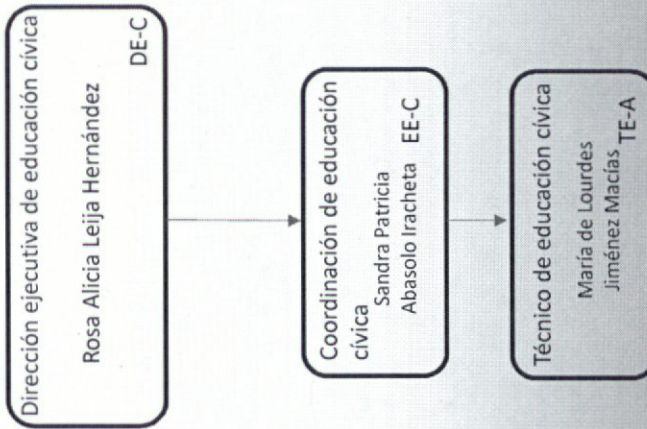 Dirección ejecutiva de educación cívica
Rosa Alicia Leija Hernández
DE-C
Coordinación de educación
cívica
Sandra Patricia
Abasolo Iracheta EE-C
Técnico de educación cívica
María de Lourdes
Jiménez Macías TE-A